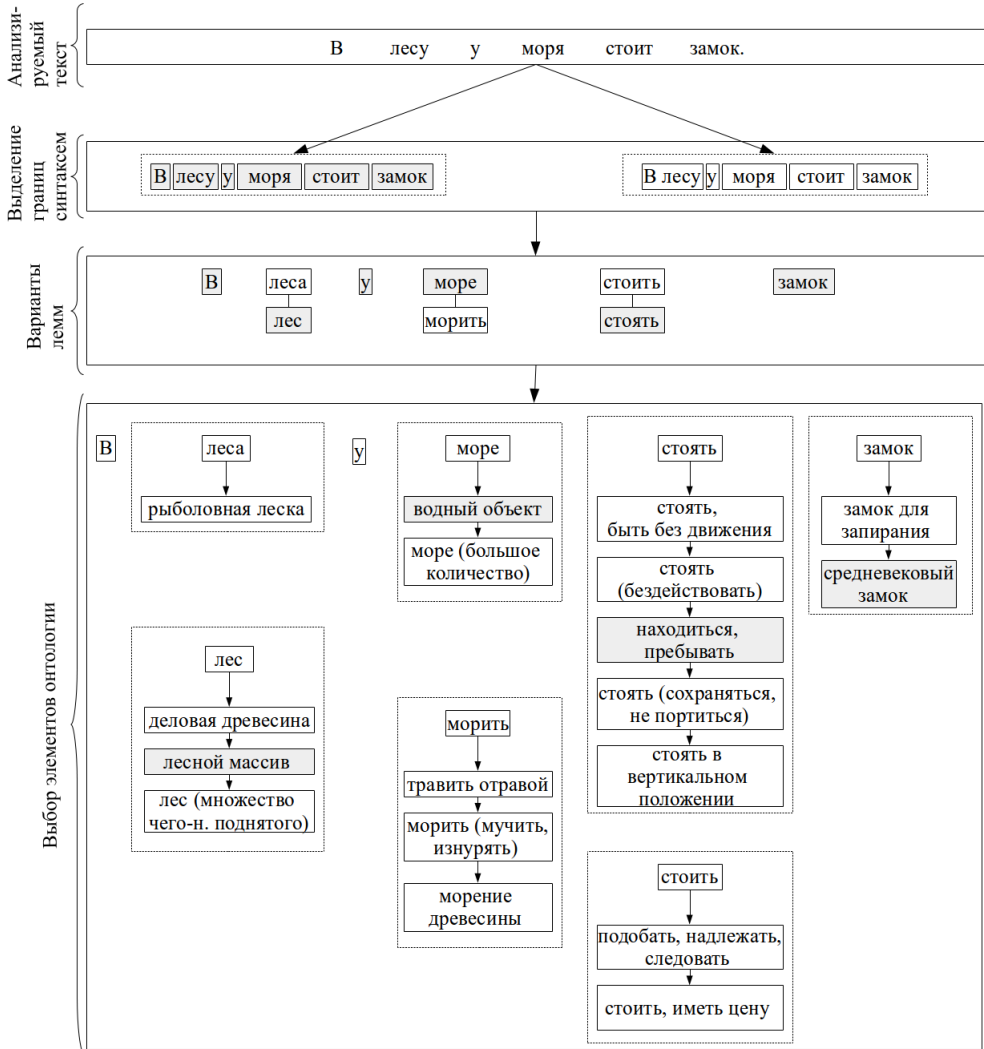 Анализи-
руемый
текст
В лесу у моря стоит замок.
Выделение
границ
синтаксем
В лесу у моря стоит замок
В лесу у моря стоит замок
Варианты
лемм
В леса у море стоить замок
лес морить стоять
Выбор элементов онтологии
В
леса
рыболовная леска
лес
деловая древесина
лесной массив
лес (множество
чего-н. поднятого)
у
море
водный объект
море (большое
количество)
морить
травить отравой
морить (мучить,
изнурять)
морение
древесины
стоять
стоять,
быть без движения
стоять
(бездействовать)
находиться,
пребывать
стоять (сохраняться,
не портиться)
стоять в
вертикальном
положении
стоить
подобать, надлежать,
следовать
стоить, иметь цену
замок
замок для
запирания
средневековый
замок